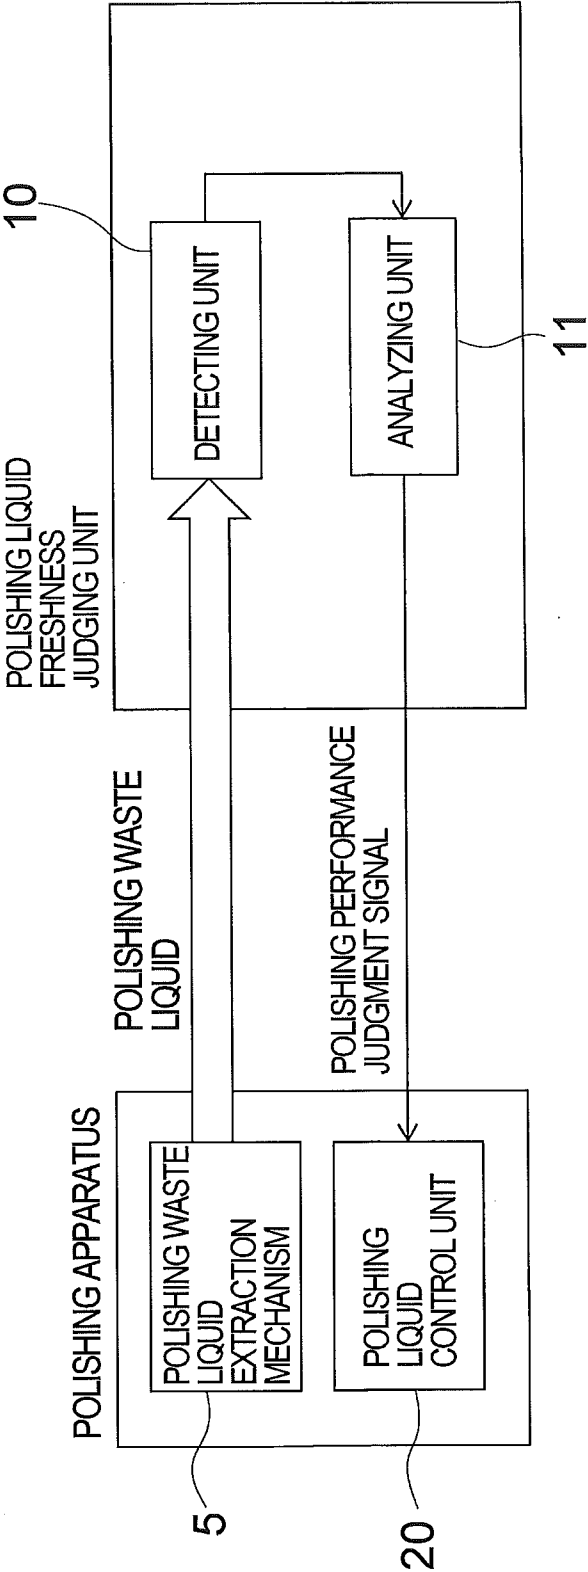 POLISHING APPARATUS
POLISHING WASTE
LIQUID
EXTRACTION
MECHANISM
5
POLISHING
LIQUID
CONTROL UNIT
20
POLISHING WASTE
LIQUID
POLISHING PERFORMANCE
JUDGMENT SIGNAL
POLISHING LIQUID
FRESHNESS
JUDGING UNIT
10
DETECTING UNIT
ANALYZING UNIT
11